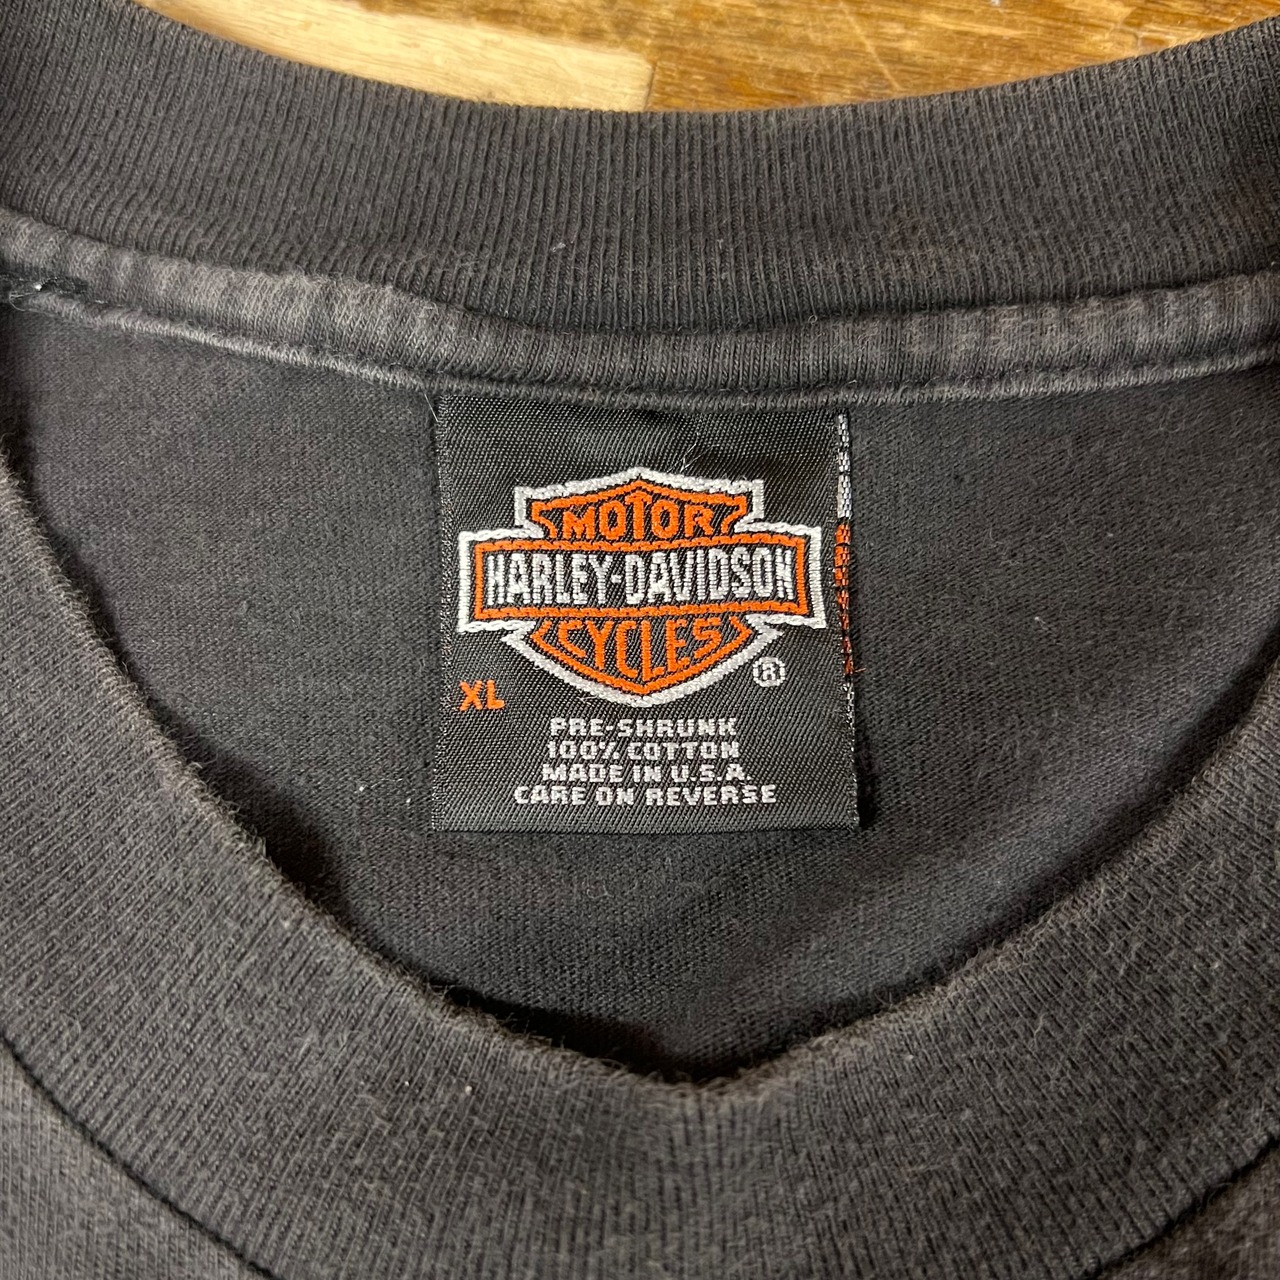 MOTOR
HARLEY-DAVIDSON
CYCLES
®
XL
PRE-SHRUNK
100% COTTON
MADE IN U.S.A.
CARE ON REVERSE